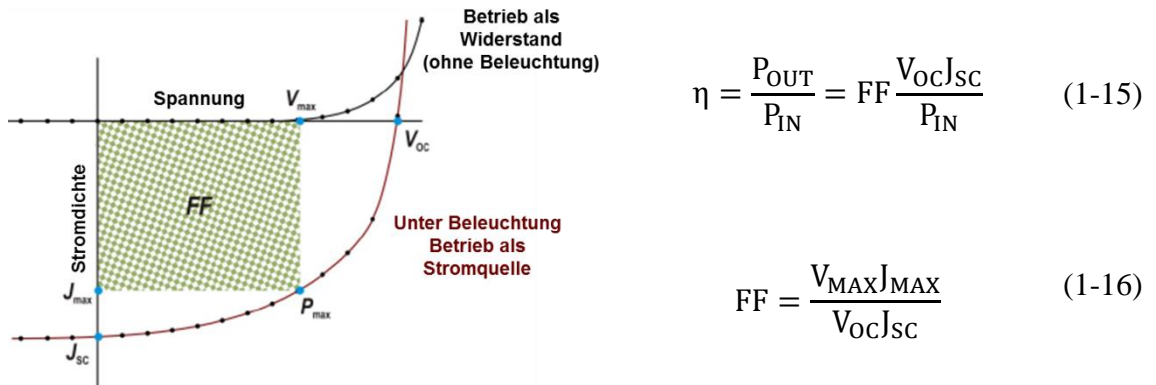 Betrieb als
Widerstand
(ohne Beleuchtung)
Spannung
V_max
V_OC
Stromdichte
FF
Unter Beleuchtung
Betrieb als
Stromquelle
J_max
P_max
J_SC
η = P_OUT / P_IN = FF V_OC J_SC / P_IN (1-15)
FF = V_MAX J_MAX / V_OC J_SC (1-16)